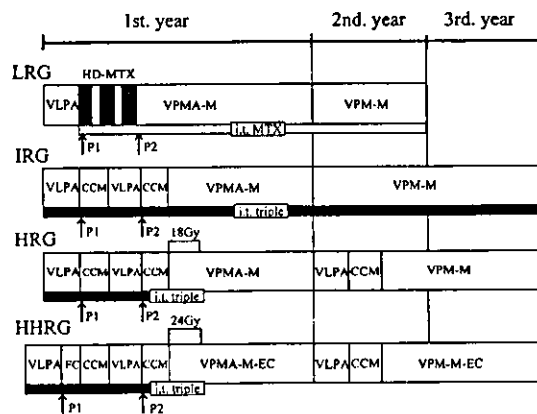 1st. year 2nd. year 3rd. year
LRG HD-MTX
VLPA VPMA-M VPM-M
i.t. MTX
P1 P2
IRG
VLPA CCM VLPA CCM VPMA-M VPM-M
i.t. triple
P1 P2
HRG 18Gy
VLPA CCM VLPA CCM VPMA-M VLPA CCM VPM-M
i.t. triple
P1 P2
HHRG 24Gy
VLPA FC CCM VLPA CCM VPMA-M-EC VLPA CCM VPM-M-EC
i.t. triple
P1 P2